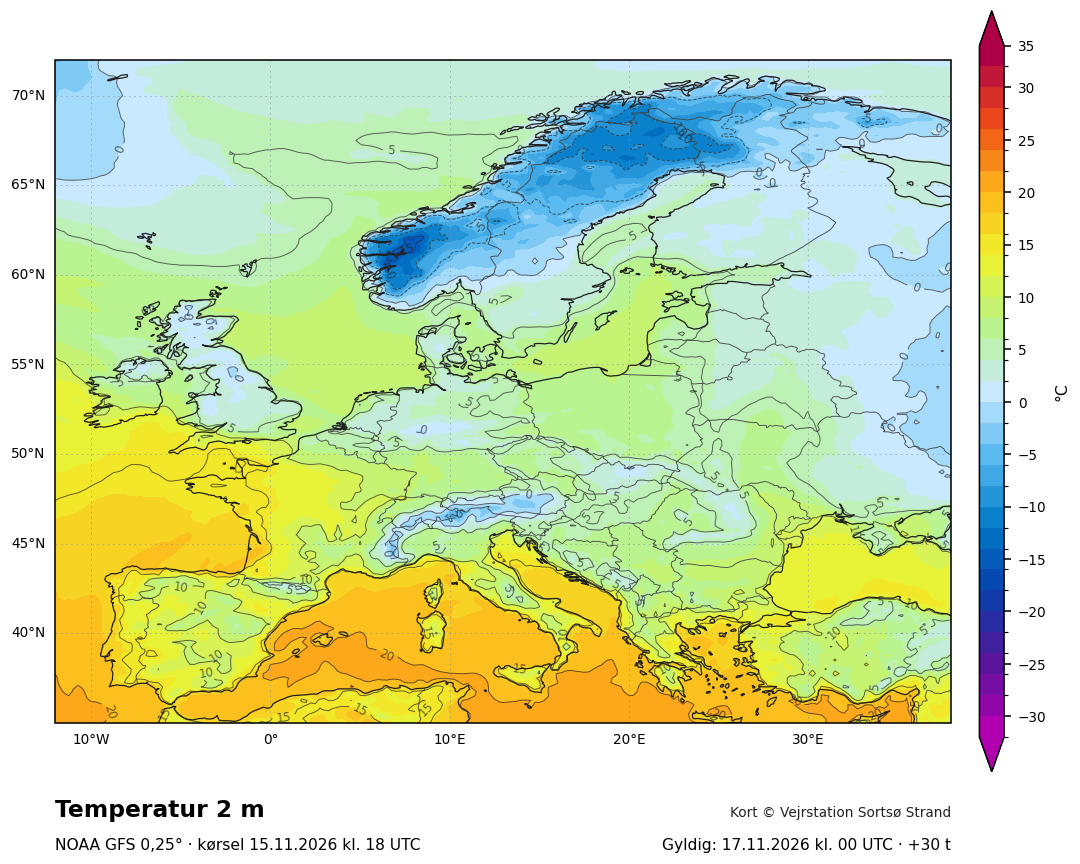 35
30
25
20
15
10
5
0
−5
−10
−15
−20
−25
−30
°C
70°N
65°N
60°N
55°N
50°N
45°N
40°N
10°W
0°
10°E
20°E
30°E
Temperatur 2 m
Kort © Vejrstation Sortsø Strand
NOAA GFS 0,25° · kørsel 15.11.2026 kl. 18 UTC
Gyldig: 17.11.2026 kl. 00 UTC · +30 t